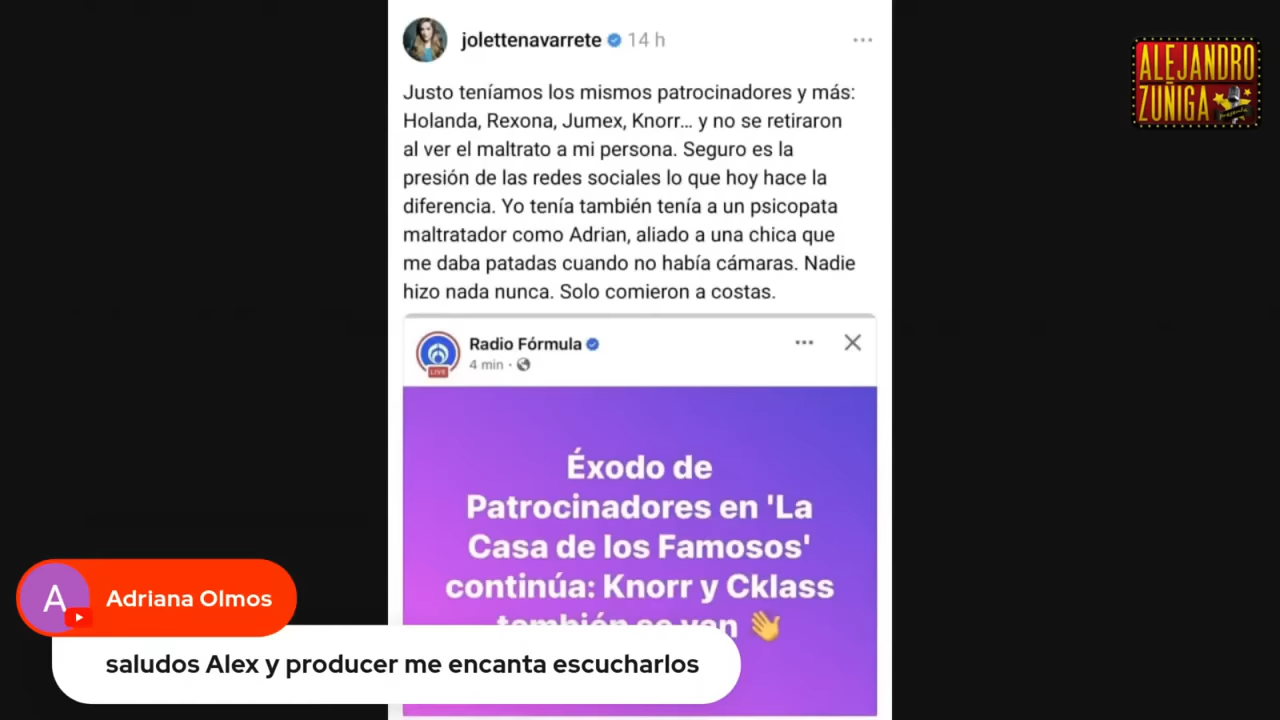 jolettenavarrete 14 h
Justo teníamos los mismos patrocinadores y más:
Holanda, Rexona, Jumex, Knorr... y no se retiraron
al ver el maltrato a mi persona. Seguro es la
presión de las redes sociales lo que hoy hace la
diferencia. Yo tenía también tenía a un psicopata
maltratador como Adrian, aliado a una chica que
me daba patadas cuando no había cámaras. Nadie
hizo nada nunca. Solo comieron a costas.
Radio Fórmula
4 min
LIVE
Éxodo de
Patrocinadores en 'La
Casa de los Famosos'
continúa: Knorr y Cklass
también se van 👋
A
Adriana Olmos
saludos Alex y producer me encanta escucharlos
ALEJANDRO
ZUÑIGA